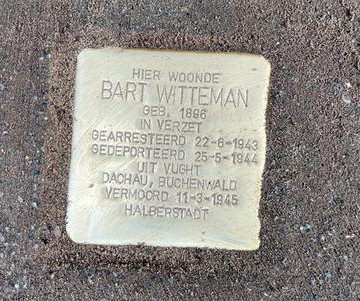 HIER WOONDE
BART WITTEMAN
GEB. 1896
IN VERZET
GEARRESTEERD 22-6-1943
GEDEPORTEERD 25-5-1944
UIT VUGHT
DACHAU, BUCHENWALD
VERMOORD 11-3-1945
HALBERSTADT